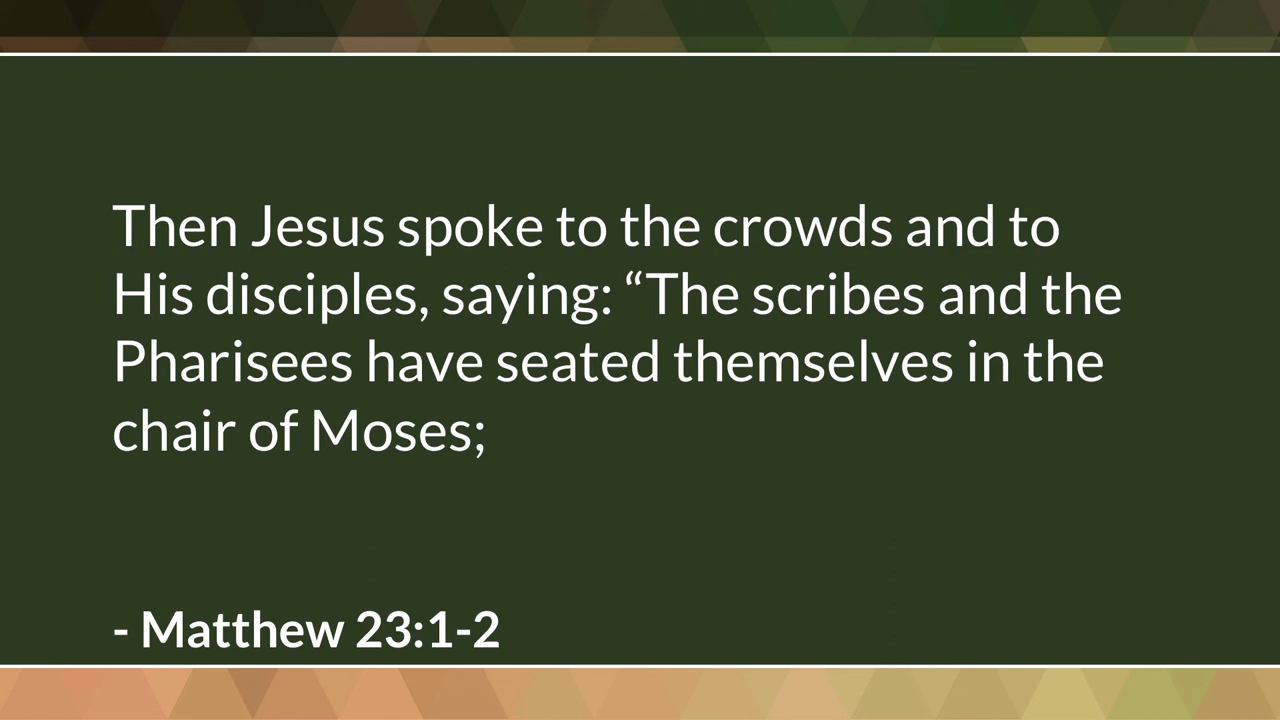 Then Jesus spoke to the crowds and to
His disciples, saying: “The scribes and the
Pharisees have seated themselves in the
chair of Moses;
- Matthew 23:1-2